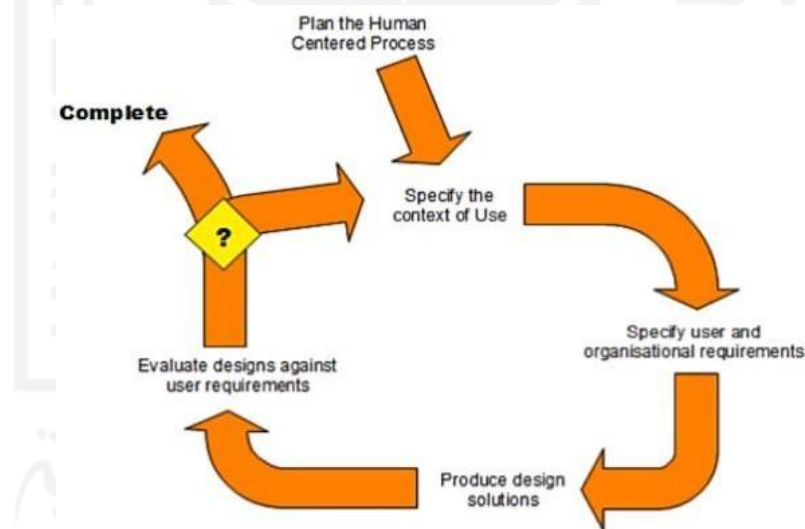 Plan the Human
Centered Process
Complete
Specify the
context of Use
?
Specify user and
organisational requirements
Evaluate designs against
user requirements
Produce design
solutions